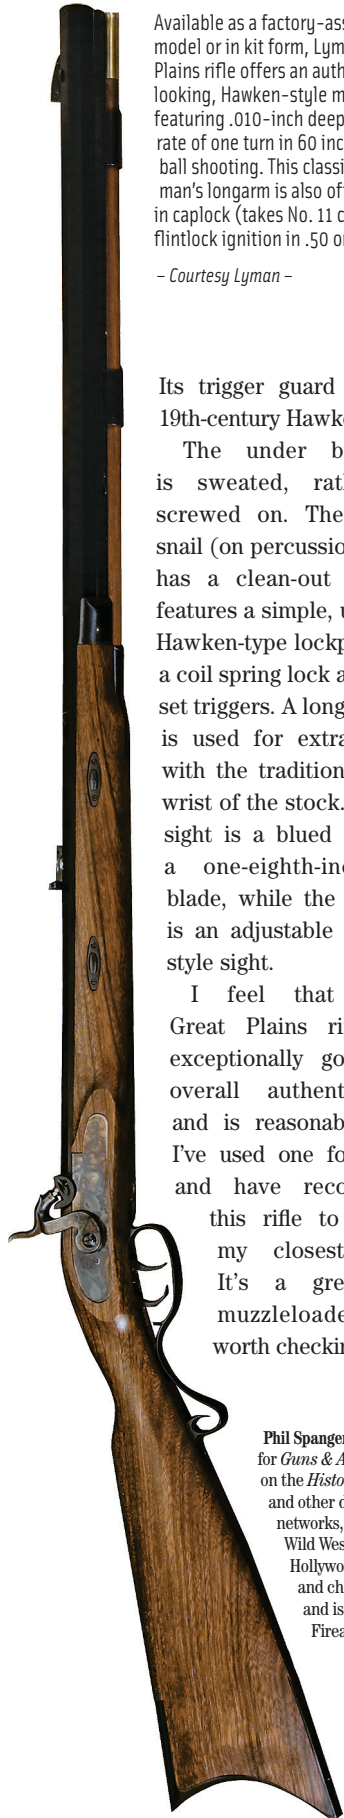 Available as a factory-ass
model or in kit form, Lym
Plains rifle offers an auth
looking, Hawken-style m
featuring .010-inch deep
rate of one turn in 60 inc
ball shooting. This classi
man's longarm is also of
in caplock (takes No. 11 c
flintlock ignition in .50 or
– Courtesy Lyman –
Its trigger guard
19th-century Hawke
The under b
is sweated, rath
screwed on. The
snail (on percussio
has a clean-out
features a simple, u
Hawken-type lockp
a coil spring lock a
set triggers. A long
is used for extra
with the tradition
wrist of the stock.
sight is a blued
a one-eighth-inc
blade, while the
is an adjustable
style sight.
I feel that
Great Plains rif
exceptionally go
overall authent
and is reasonab
I've used one fo
and have reco
this rifle to
my closest
It's a gre
muzzleloade
worth checkin
Phil Spanger
for Guns & A
on the Histo
and other d
networks,
Wild Wes
Hollywoo
and ch
and is
Firea